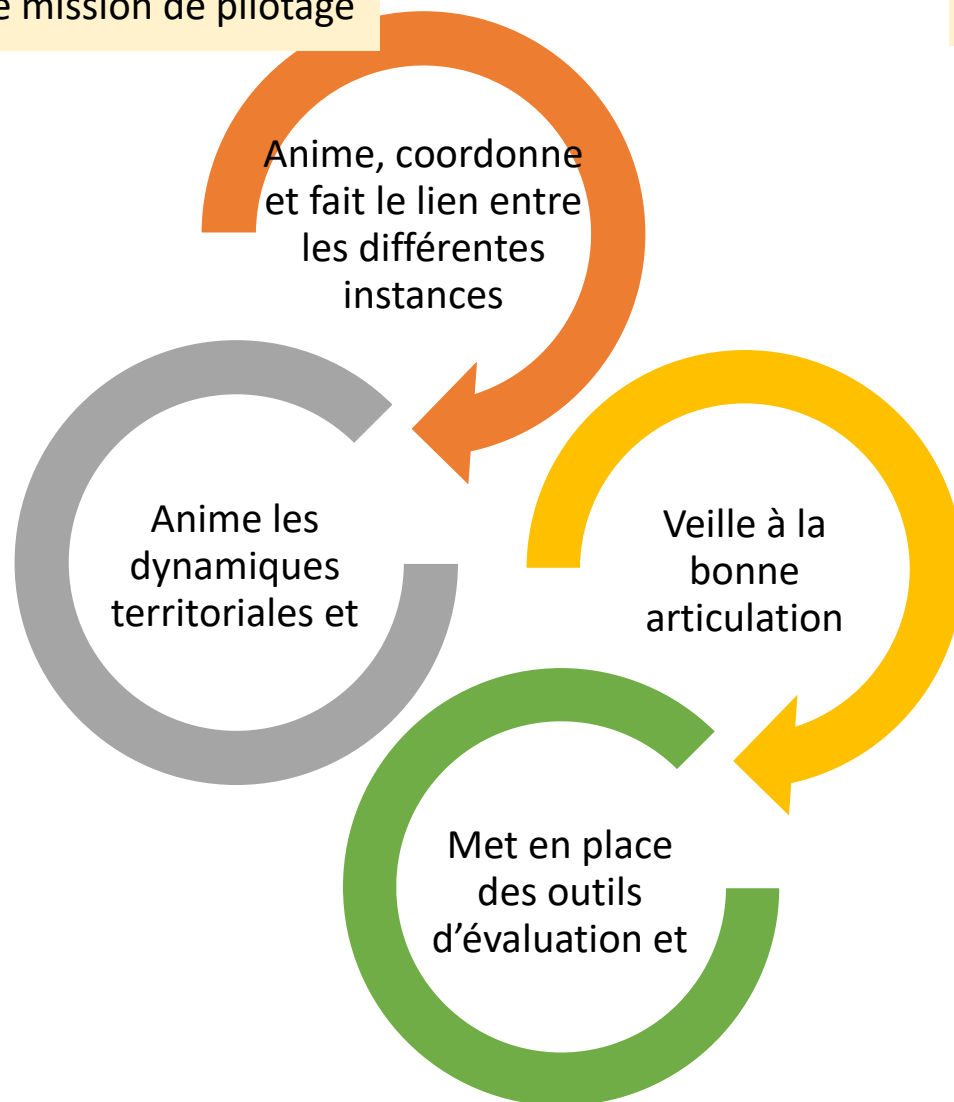 e mission de pilotage
Anime, coordonne
et fait le lien entre
les différentes
instances
Anime les
dynamiques
territoriales et
Veille à la
bonne
articulation
Met en place
des outils
d’évaluation et